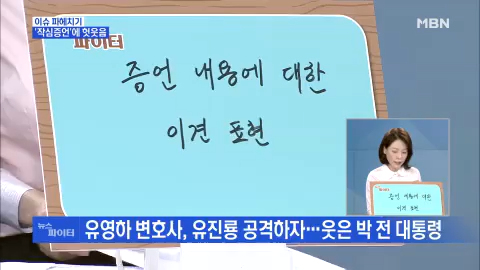 이슈 파헤치기
'작심증언'에 헛웃음
MBN
파이터
증언 내용에 대한
이견 표현
증언 내용에 대한
이견 표현
뉴스
파이터
유영하 변호사, 유진룡 공격하자…웃은 박 전 대통령